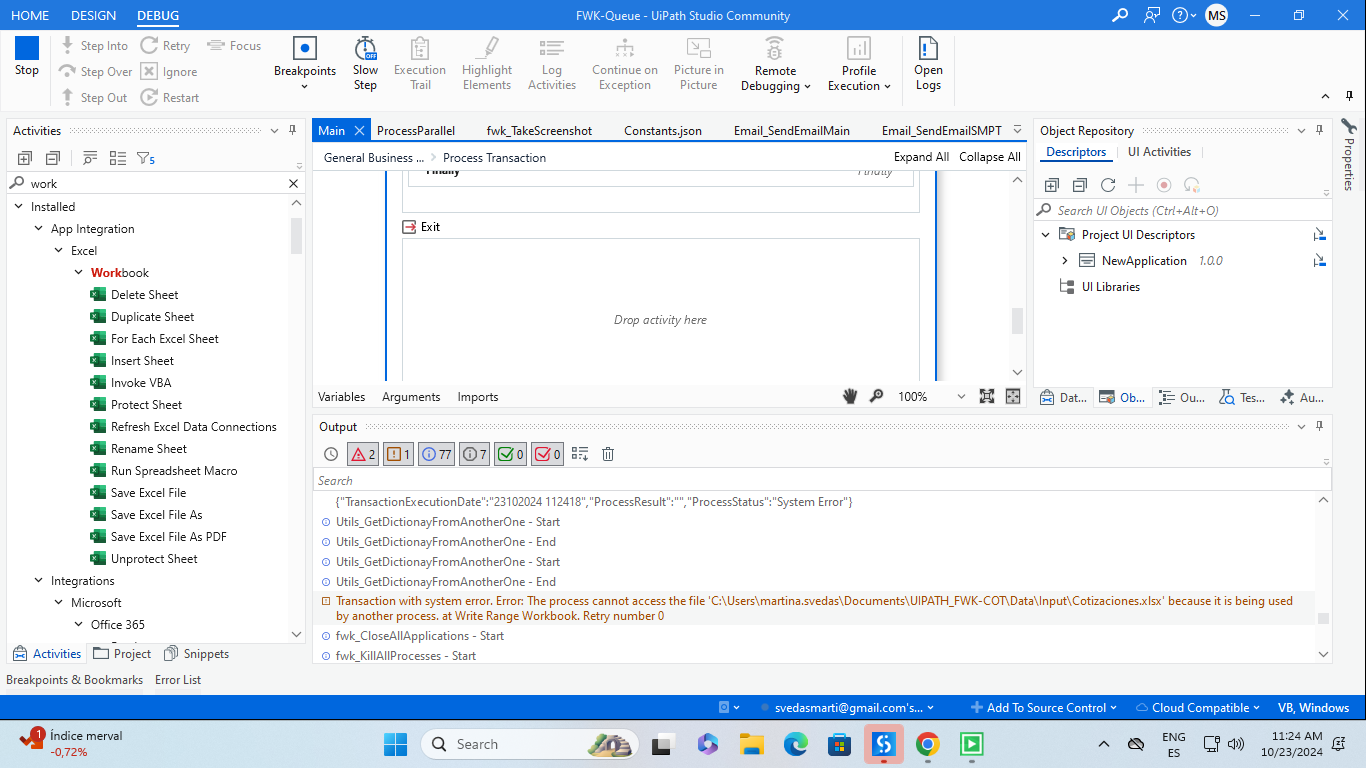 HOME DESIGN DEBUG FWK-Queue - UiPath Studio Community MS
Stop
Step Into Retry Focus
Step Over Ignore
Step Out Restart
Breakpoints
Slow Step
OFF
Execution Trail
Highlight Elements
Log Activities
Continue on Exception
Picture in Picture
Remote Debugging
Profile Execution
Open Logs
Activities
5
work
Installed
App Integration
Excel
Workbook
Delete Sheet
Duplicate Sheet
For Each Excel Sheet
Insert Sheet
Invoke VBA
Protect Sheet
Refresh Excel Data Connections
Rename Sheet
Run Spreadsheet Macro
Save Excel File
Save Excel File As
Save Excel File As PDF
Unprotect Sheet
Integrations
Microsoft
Office 365
Activities Project Snippets
Main ProcessParallel fwk_TakeScreenshot Constants.json Email_SendEmailMain Email_SendEmailSMPT
General Business ... Process Transaction Expand All Collapse All
Finally Finally
Exit
Drop activity here
Variables Arguments Imports 100%
Output
2 1 77 7 0 0
Search
{"TransactionExecutionDate":"23102024 112418","ProcessResult":"","ProcessStatus":"System Error"}
Utils_GetDictionayFromAnotherOne - Start
Utils_GetDictionayFromAnotherOne - End
Utils_GetDictionayFromAnotherOne - Start
Utils_GetDictionayFromAnotherOne - End
Transaction with system error. Error: The process cannot access the file 'C:\Users\martina.svedas\Documents\UIPATH_FWK-COT\Data\Input\Cotizaciones.xlsx' because it is being used
by another process. at Write Range Workbook. Retry number 0
fwk_CloseAllApplications - Start
fwk_KillAllProcesses - Start
Object Repository
Descriptors UI Activities
Search UI Objects (Ctrl+Alt+O)
Project UI Descriptors
NewApplication 1.0.0
UI Libraries
Dat... Ob... Ou... Tes... Au...
Properties
Breakpoints & Bookmarks Error List
svedasmarti@gmail.com's... Add To Source Control Cloud Compatible VB, Windows
1
Índice merval
-0,72%
Search
ENG
ES
11:24 AM
10/23/2024